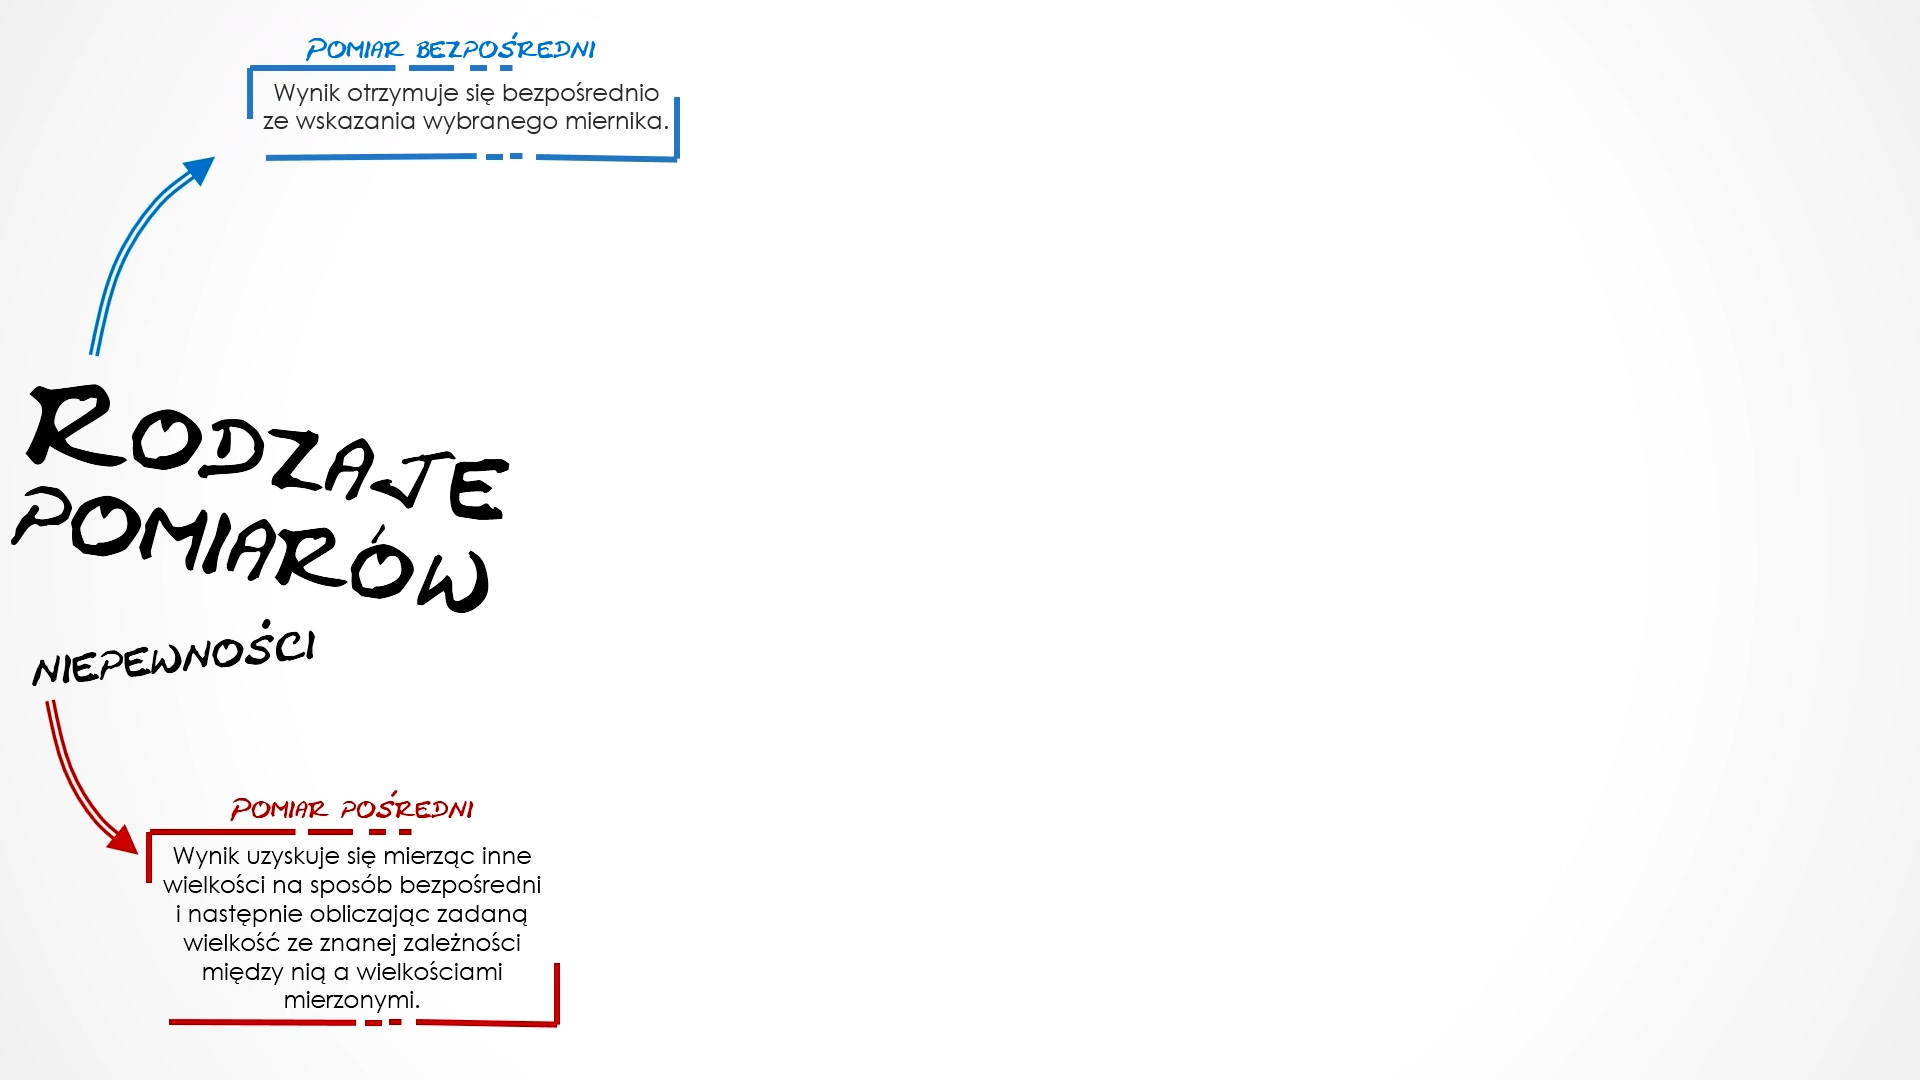 Pomiar bezpośredni
Wynik otrzymuje się bezpośrednio
ze wskazania wybranego miernika.
Rodzaje
pomiarów
niepewności
Pomiar pośredni
Wynik uzyskuje się mierząc inne
wielkości na sposób bezpośredni
i następnie obliczając zadaną
wielkość ze znanej zależności
między nią a wielkościami
mierzonymi.